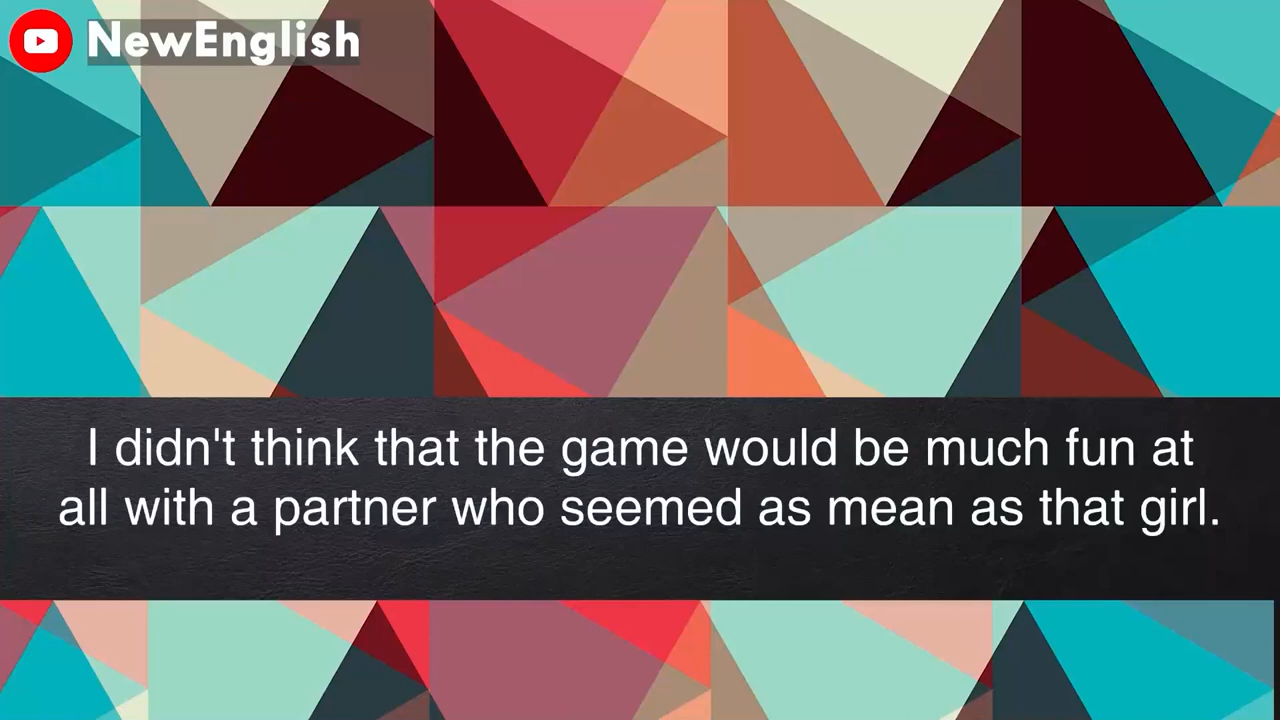 NewEnglish
I didn't think that the game would be much fun at
all with a partner who seemed as mean as that girl.